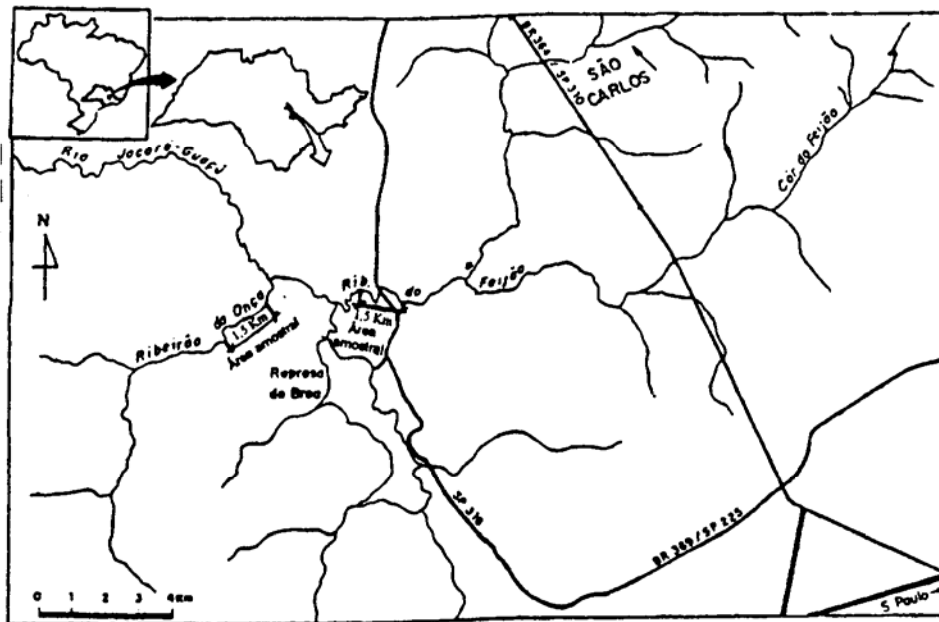 BR 364 / SP 310
SÃO
CARLOS
Cór. do Feijão
RIO Jacaré-Guaçú
N
Rib. do Feijão
1,5 Km
Área
amostral
Ribeirão da Onça
1,5 Km
Área amostral
Represa
do Broa
SP 318
BR 369 / SP 225
0 1 2 3 4 Km
S Paulo